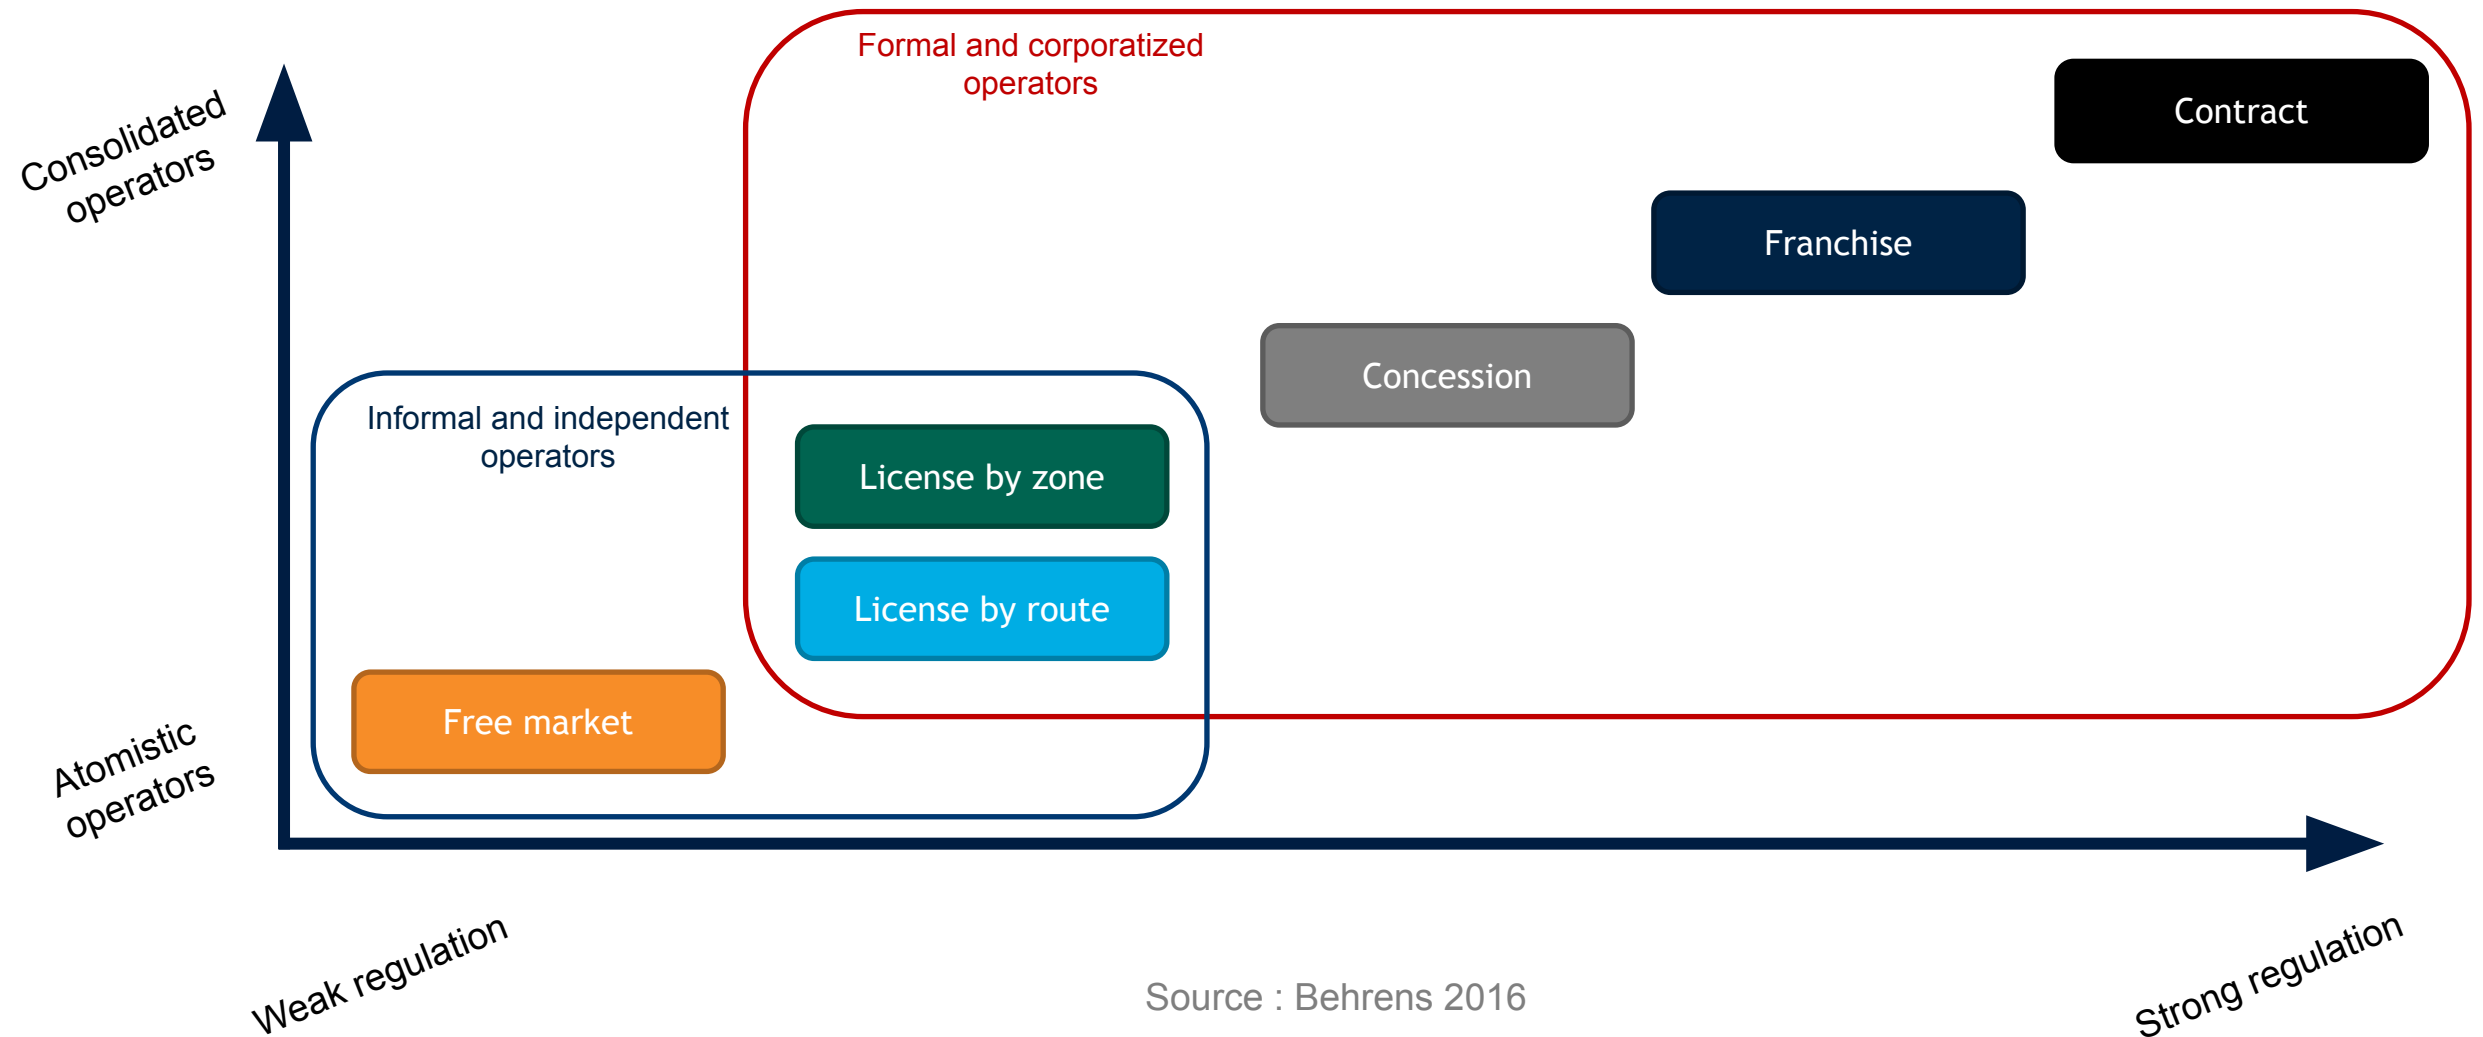 Formal and corporatized
operators
Contract
Consolidated
operators
Franchise
Concession
Informal and independent
operators
License by zone
License by route
Free market
Atomistic
operators
Weak regulation
Source : Behrens 2016
Strong regulation